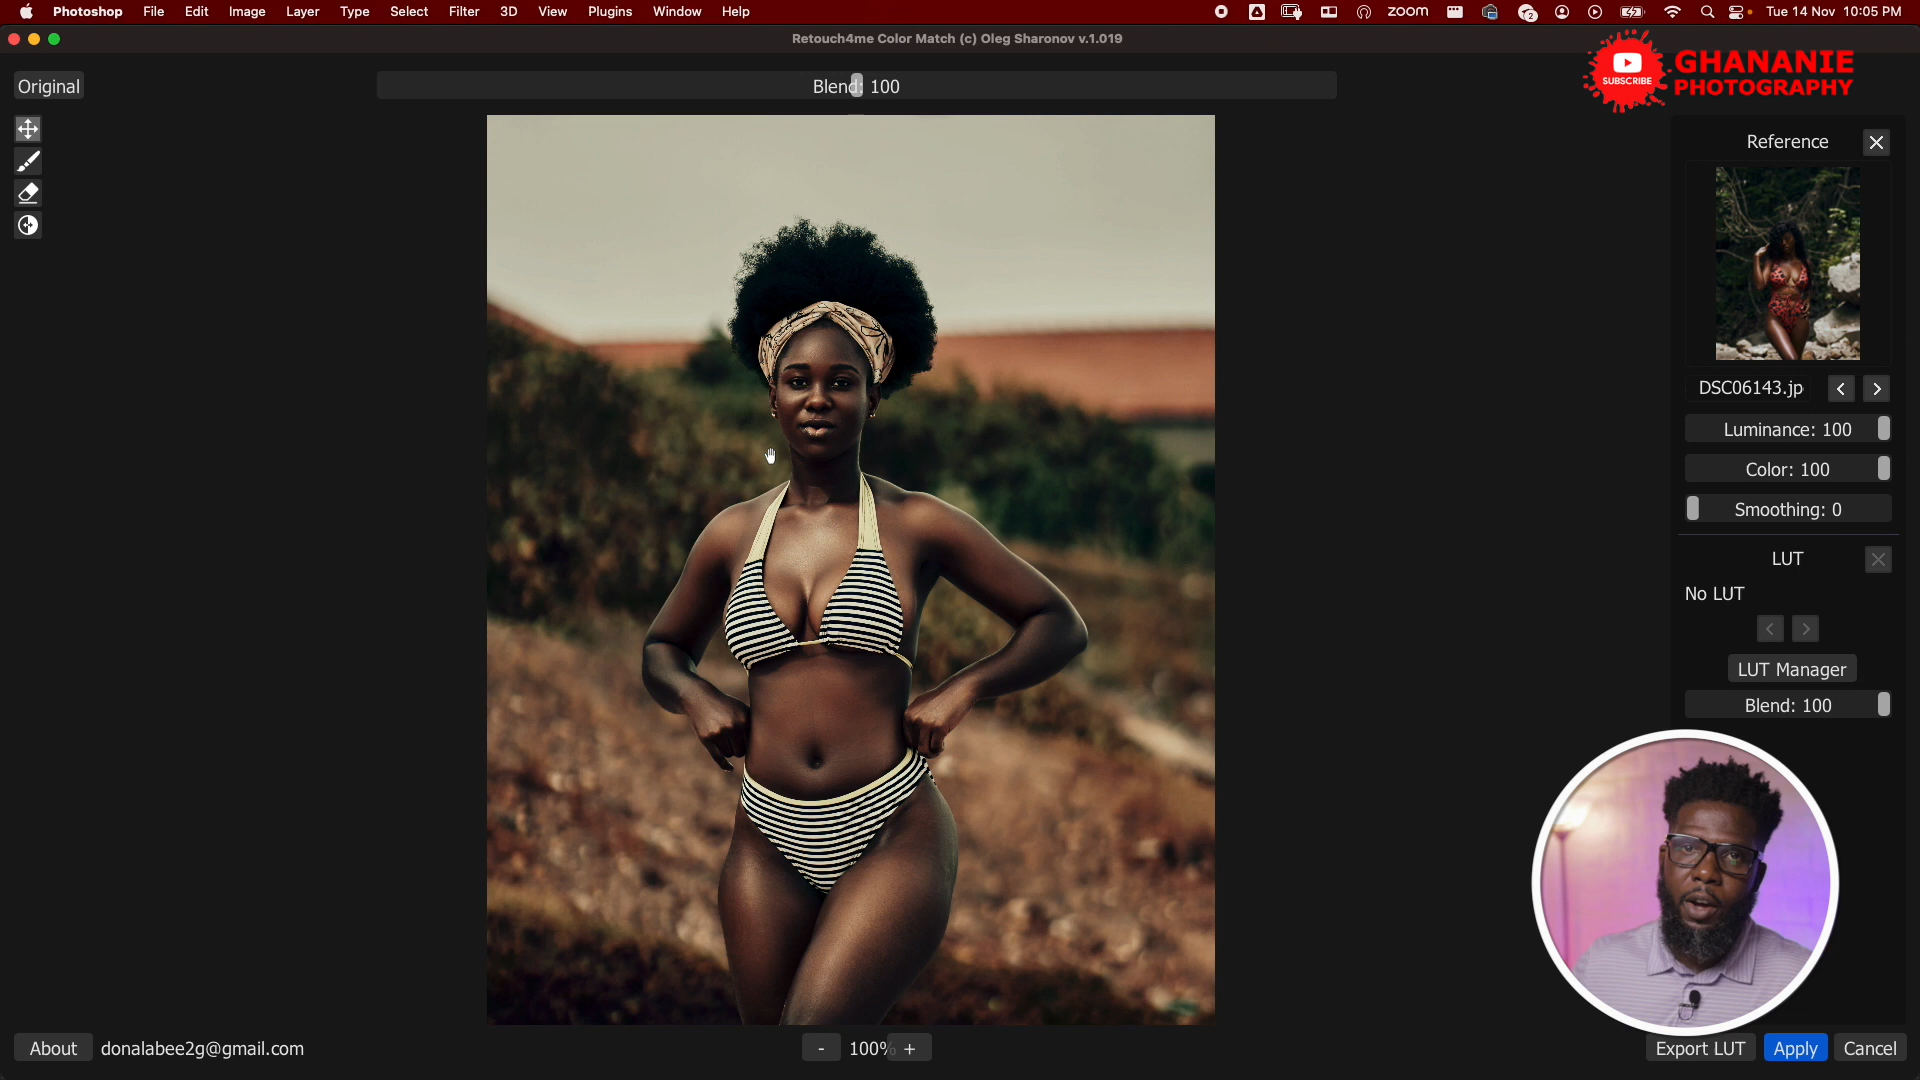 Photoshop File Edit Image Layer Type Select Filter 3D View Plugins Window Help zoom 2 Tue 14 Nov 10:05 PM
Retouch4me Color Match (c) Oleg Sharonov v.1.019
SUBSCRIBE
GHANANIE
PHOTOGRAPHY
Original
Blend: 100
Reference
DSC06143.jp
Luminance: 100
Color: 100
Smoothing: 0
LUT
No LUT
LUT Manager
Blend: 100
About donalabee2g@gmail.com - 100% + Export LUT Apply Cancel